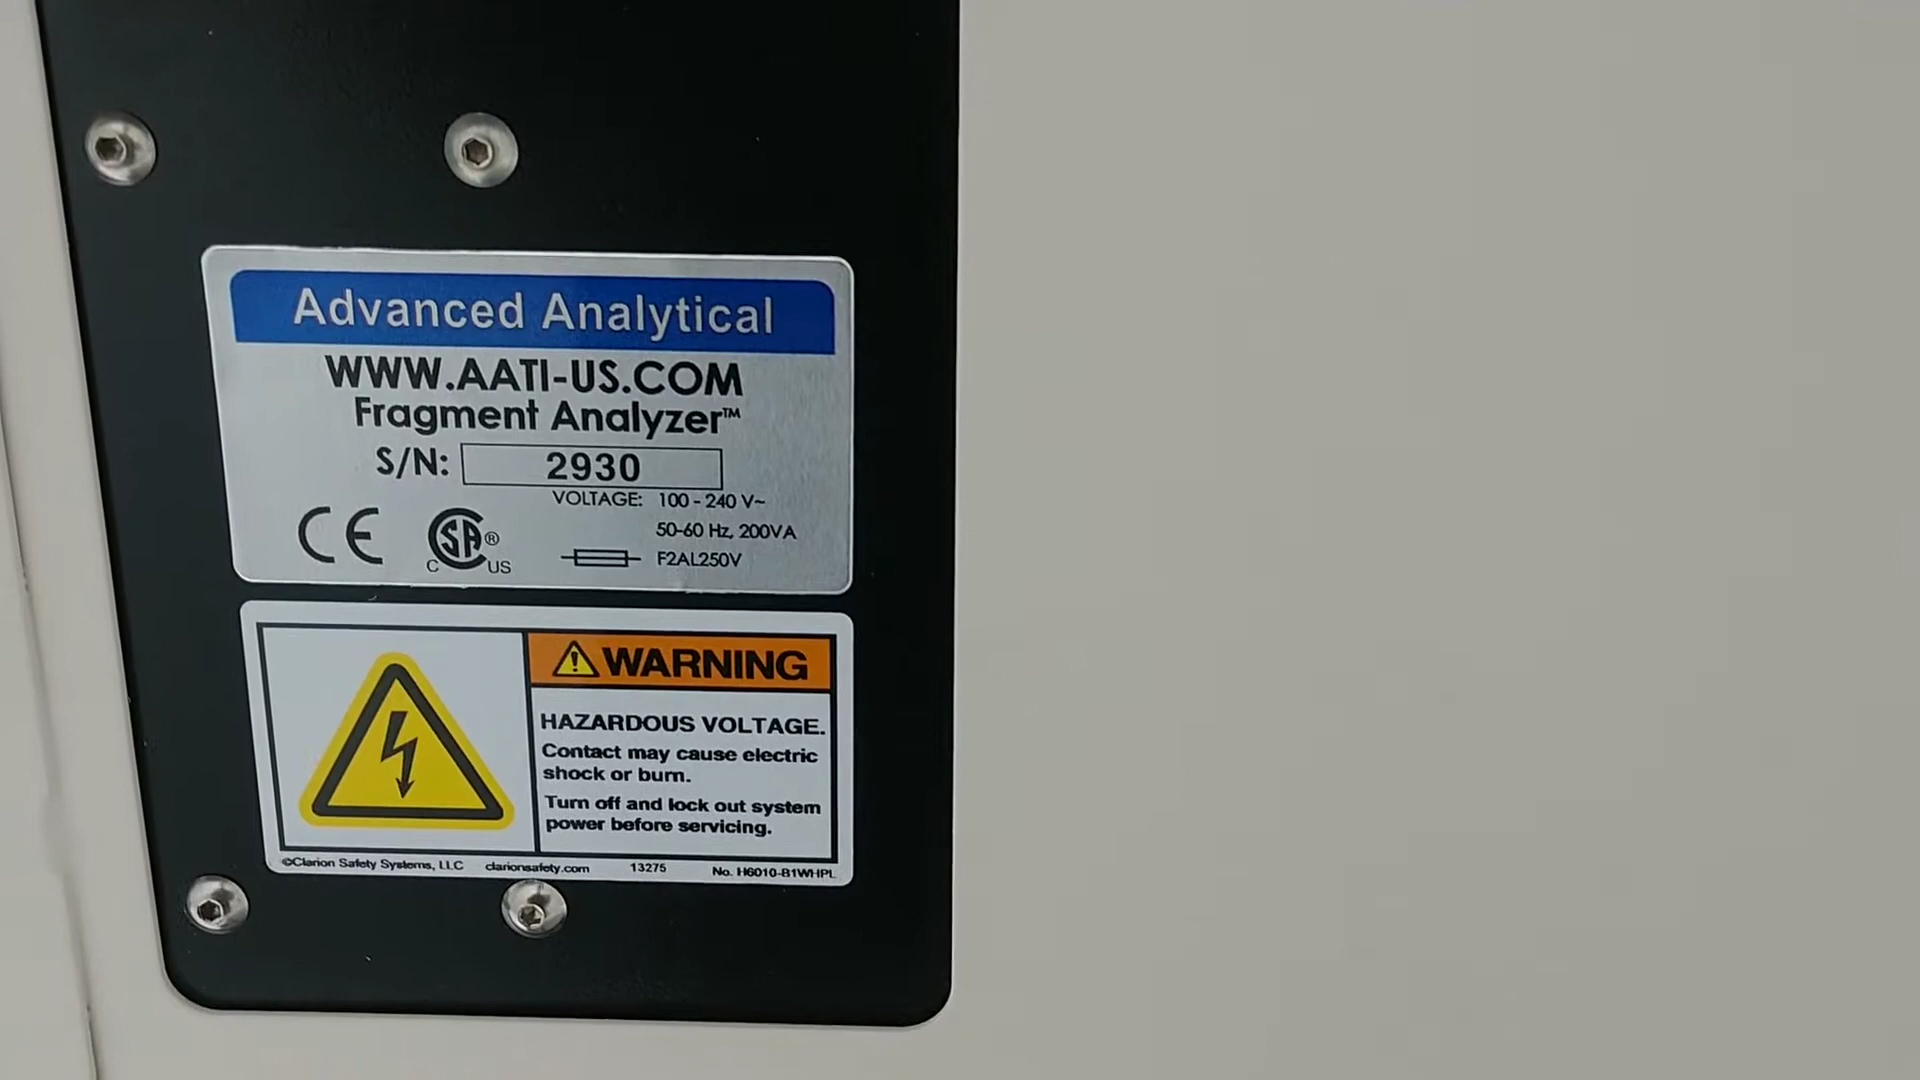 Advanced Analytical
WWW.AATI-US.COM
Fragment Analyzer™
S/N: 2930
VOLTAGE: 100 - 240 V~
50-60 Hz, 200VA
F2AL250V
CE
C SA® US
WARNING
HAZARDOUS VOLTAGE.
Contact may cause electric
shock or burn.
Turn off and lock out system
power before servicing.
©Clarion Safety Systems, LLC clarionsafety.com 13275 No. H6010-81WHPL